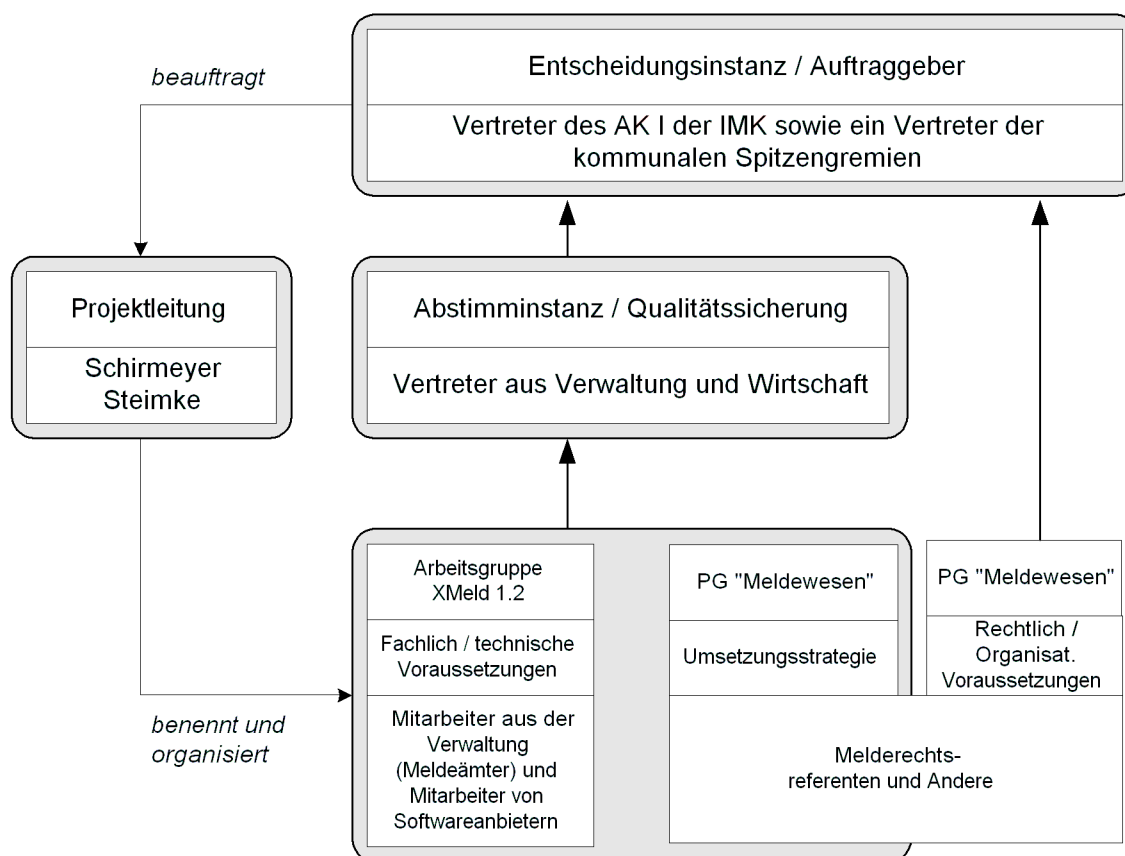 beauftragt
Entscheidungsinstanz / Auftraggeber
Vertreter des AK I der IMK sowie ein Vertreter der
kommunalen Spitzengremien
Projektleitung
Schirmeyer
Steimke
Abstimminstanz / Qualitätssicherung
Vertreter aus Verwaltung und Wirtschaft
benennt und
organisiert
Arbeitsgruppe
XMeld 1.2
Fachlich / technische
Voraussetzungen
Mitarbeiter aus der
Verwaltung
(Meldeämter) und
Mitarbeiter von
Softwareanbietern
PG "Meldewesen"
Umsetzungsstrategie
PG "Meldewesen"
Rechtlich /
Organisat.
Voraussetzungen
Melderechts-
referenten und Andere